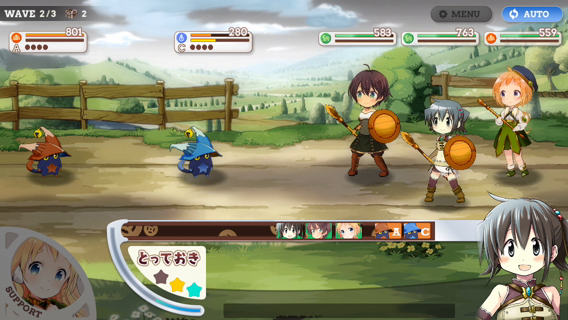 WAVE 2/3 2
MENU
AUTO
801
A
280
C
583
763
559
A
C
とっておき
SUPPORT